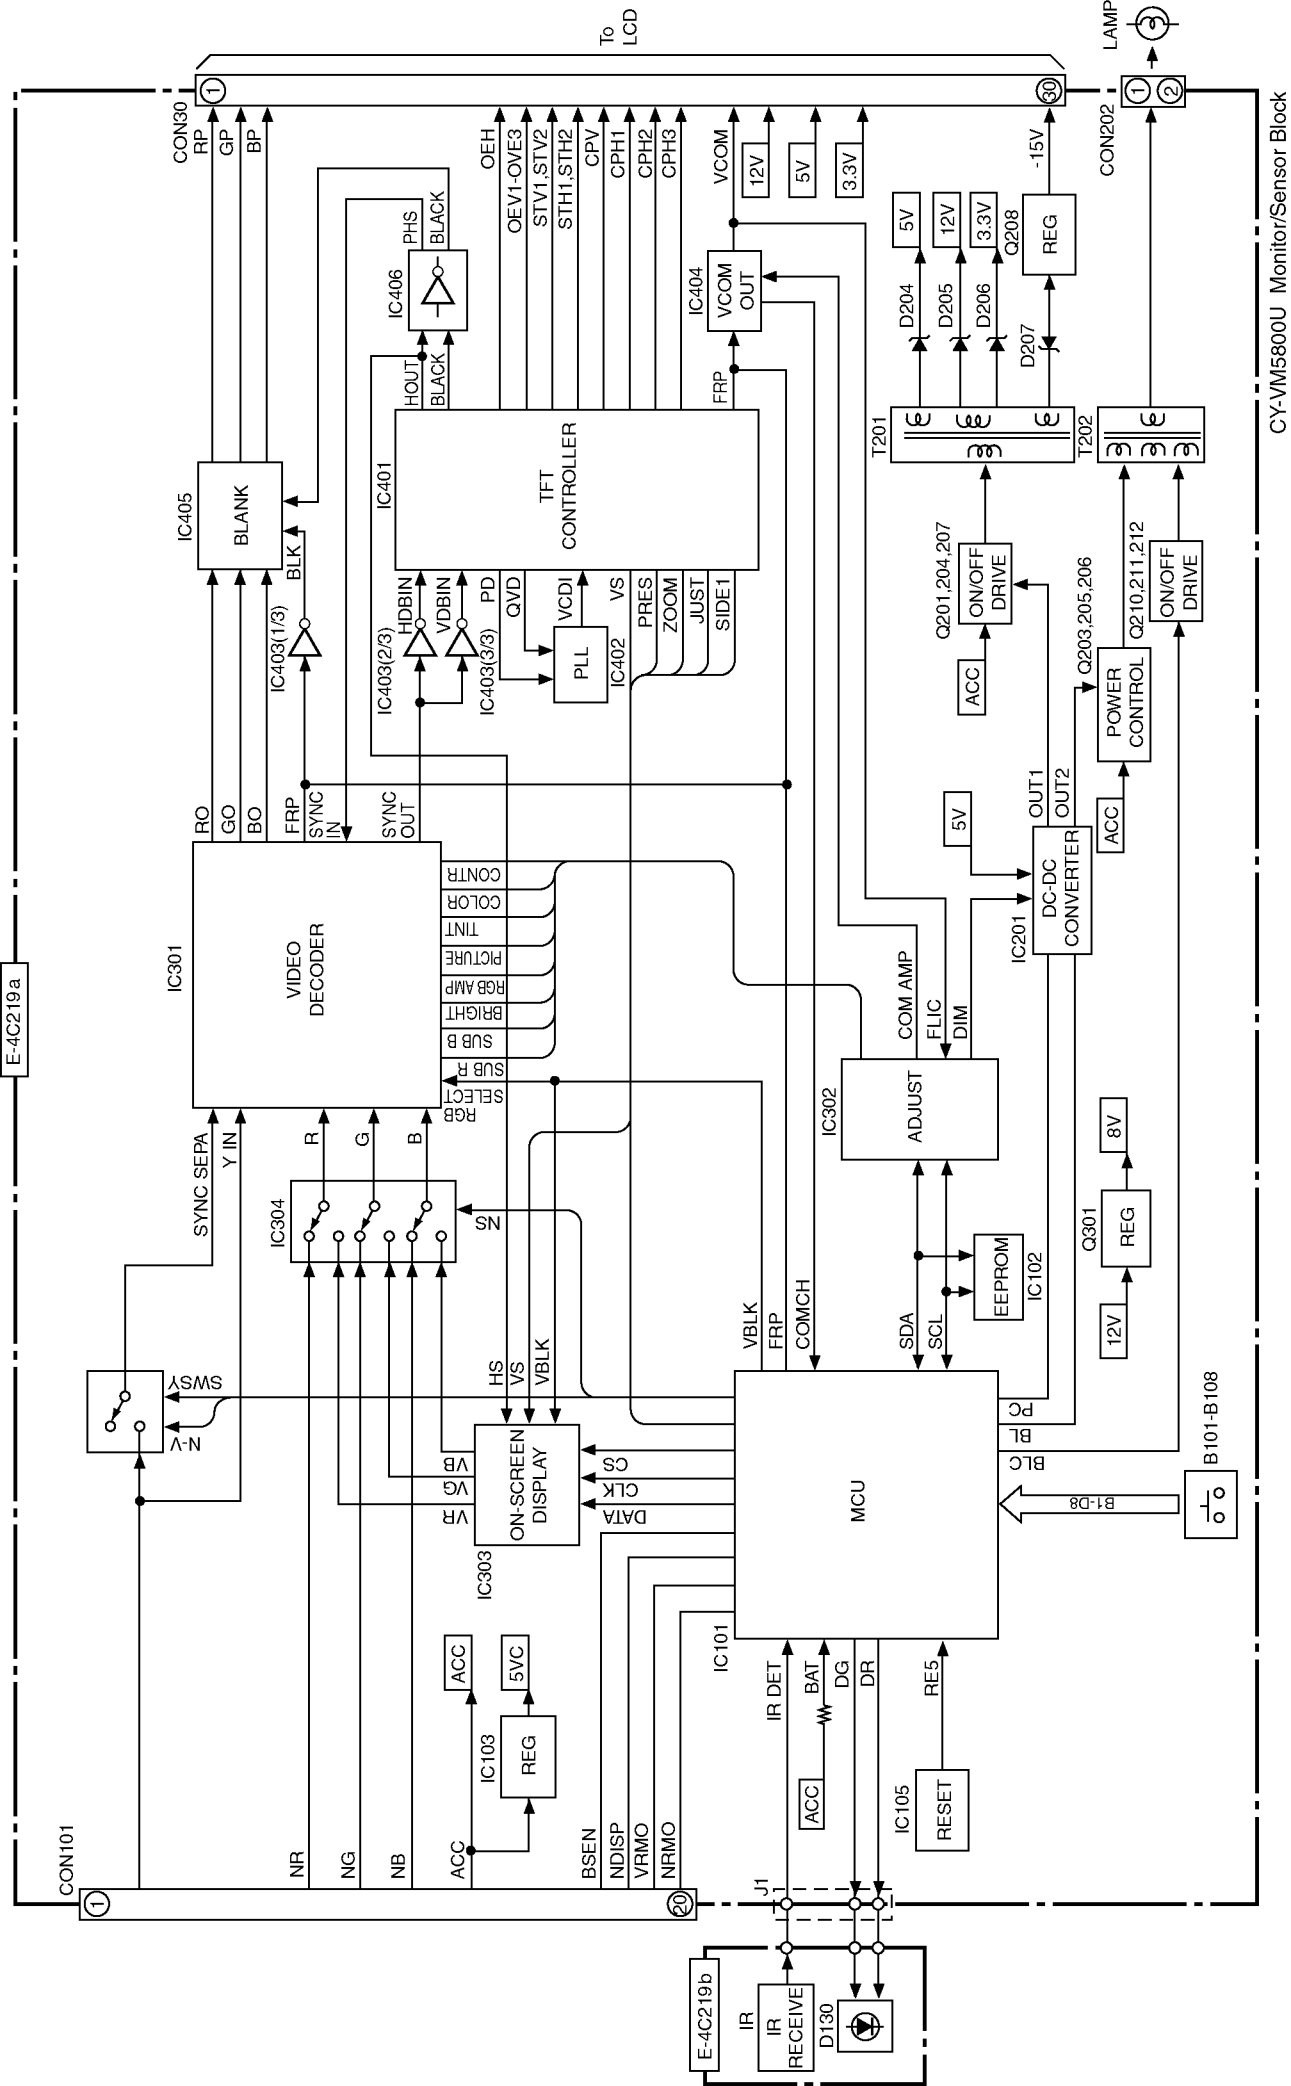 E-4C219a
CON101
1
20
NR
NG
NB
ACC
ACC
IC103
REG
5VC
BSEN
NDISP
VRMO
NRMO
N-V
SWSY
SYNC SEPA
Y IN
IC304
R
G
B
NS
IC303
ON-SCREEN
DISPLAY
VR
VG
VB
HS
VS
VBLK
DATA
CLK
CS
IC301
VIDEO
DECODER
RO
GO
BO
FRP
SYNC
IN
SYNC
OUT
CONTR
COLOR
TINT
PICTURE
RGB AMP
BRIGHT
SUB B
SUB R
RGB
SELECT
IC403(1/3)
BLK
IC403(2/3)
HDBIN
IC403(3/3)
VDBIN
IC405
BLANK
IC406
PHS
BLACK
HOUT
BLACK
IC401
TFT
CONTROLLER
PD
QVD
VCDI
VS
PRES
ZOOM
JUST
SIDE1
PLL
IC402
FRP
IC404
VCOM
OUT
CON30
1
30
RP
GP
BP
OEH
OEV1-OVE3
STV1,STV2
STH1,STH2
CPV
CPH1
CPH2
CPH3
VCOM
12V
5V
3.3V
-15V
To
LCD
IC101
MCU
VBLK
FRP
COMCH
SDA
SCL
IR DET
BAT
DG
DR
RE5
ACC
IC105
RESET
PC
BL
BLC
B1-D8
B101-B108
J1
E-4C219b
IR
IR
RECEIVE
D130
IC302
ADJUST
COM AMP
FLIC
DIM
EEPROM
IC102
12V
Q301
REG
8V
IC201
DC-DC
CONVERTER
5V
OUT1
OUT2
ACC
Q201,204,207
ON/OFF
DRIVE
ACC
Q203,205,206
POWER
CONTROL
Q210,211,212
ON/OFF
DRIVE
T201
T202
D204
5V
D205
12V
D206
3.3V
D207
Q208
REG
CON202
1
2
LAMP
CY-VM5800U Monitor/Sensor Block